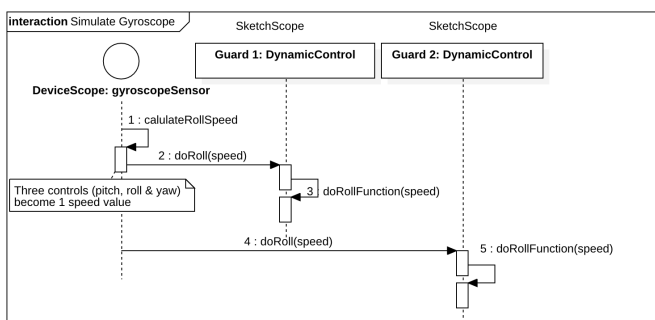 interaction Simulate Gyroscope
SketchScope
SketchScope
Guard 1: DynamicControl
Guard 2: DynamicControl
DeviceScope: gyroscopeSensor
1 : calulateRollSpeed
2 : doRoll(speed)
Three controls (pitch, roll & yaw)
become 1 speed value
3 : doRollFunction(speed)
4 : doRoll(speed)
5 : doRollFunction(speed)